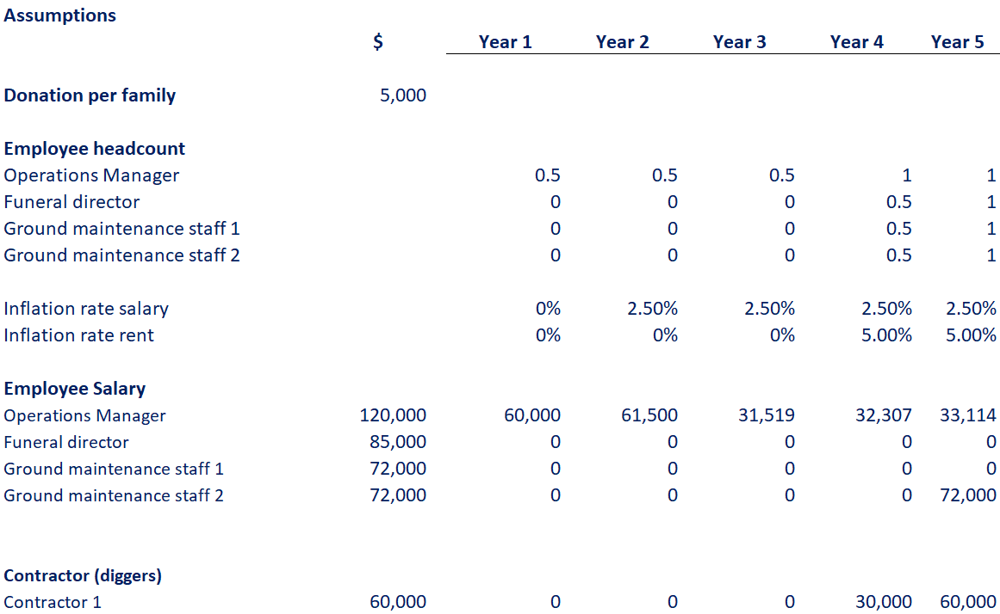 Assumptions
$ Year 1 Year 2 Year 3 Year 4 Year 5
Donation per family 5,000
Employee headcount
Operations Manager 0.5 0.5 0.5 1 1
Funeral director 0 0 0 0.5 1
Ground maintenance staff 1 0 0 0 0.5 1
Ground maintenance staff 2 0 0 0 0.5 1
Inflation rate salary 0% 2.50% 2.50% 2.50% 2.50%
Inflation rate rent 0% 0% 0% 5.00% 5.00%
Employee Salary
Operations Manager 120,000 60,000 61,500 31,519 32,307 33,114
Funeral director 85,000 0 0 0 0 0
Ground maintenance staff 1 72,000 0 0 0 0 0
Ground maintenance staff 2 72,000 0 0 0 0 72,000
Contractor (diggers)
Contractor 1 60,000 0 0 0 30,000 60,000